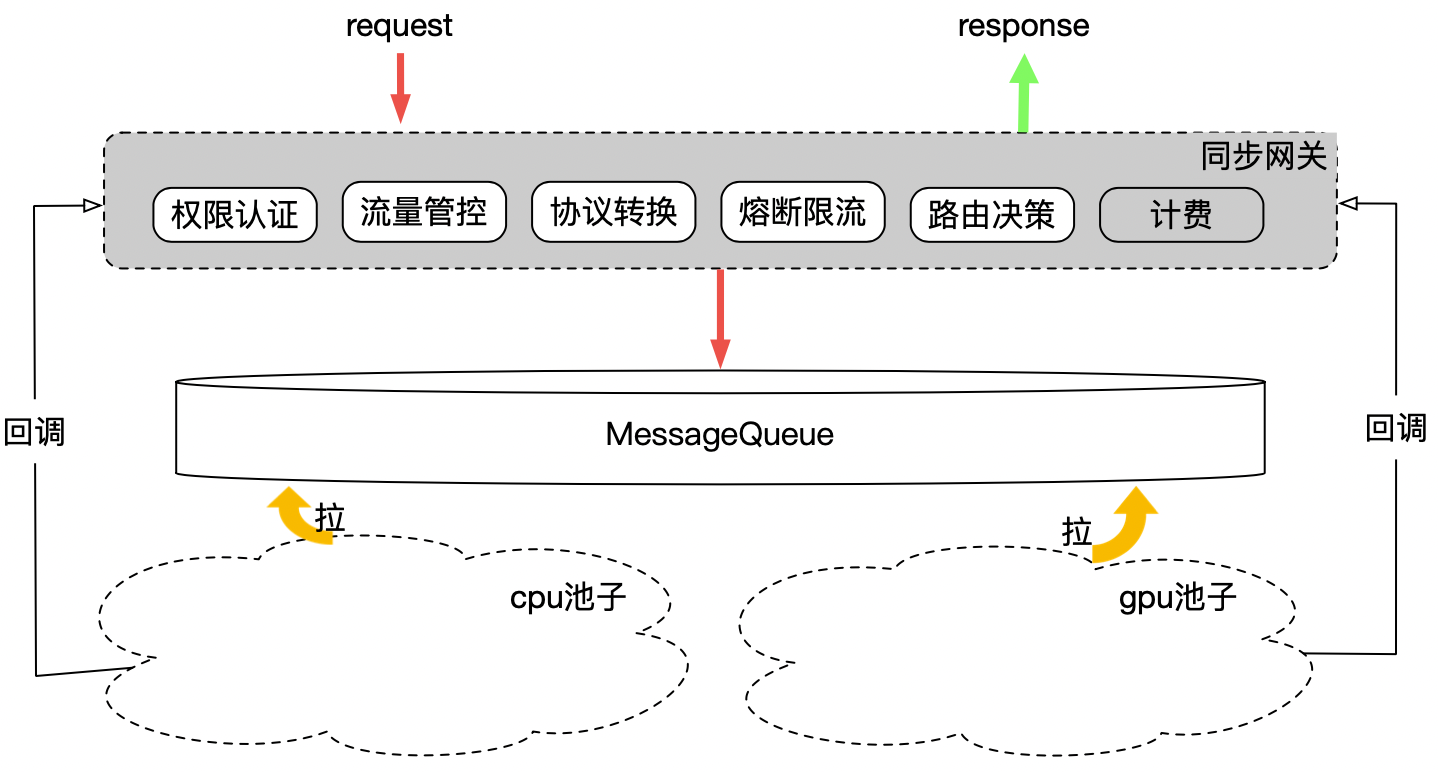 request
response
同步网关
权限认证
流量管控
协议转换
熔断限流
路由决策
计费
回调
MessageQueue
回调
拉
拉
cpu池子
gpu池子